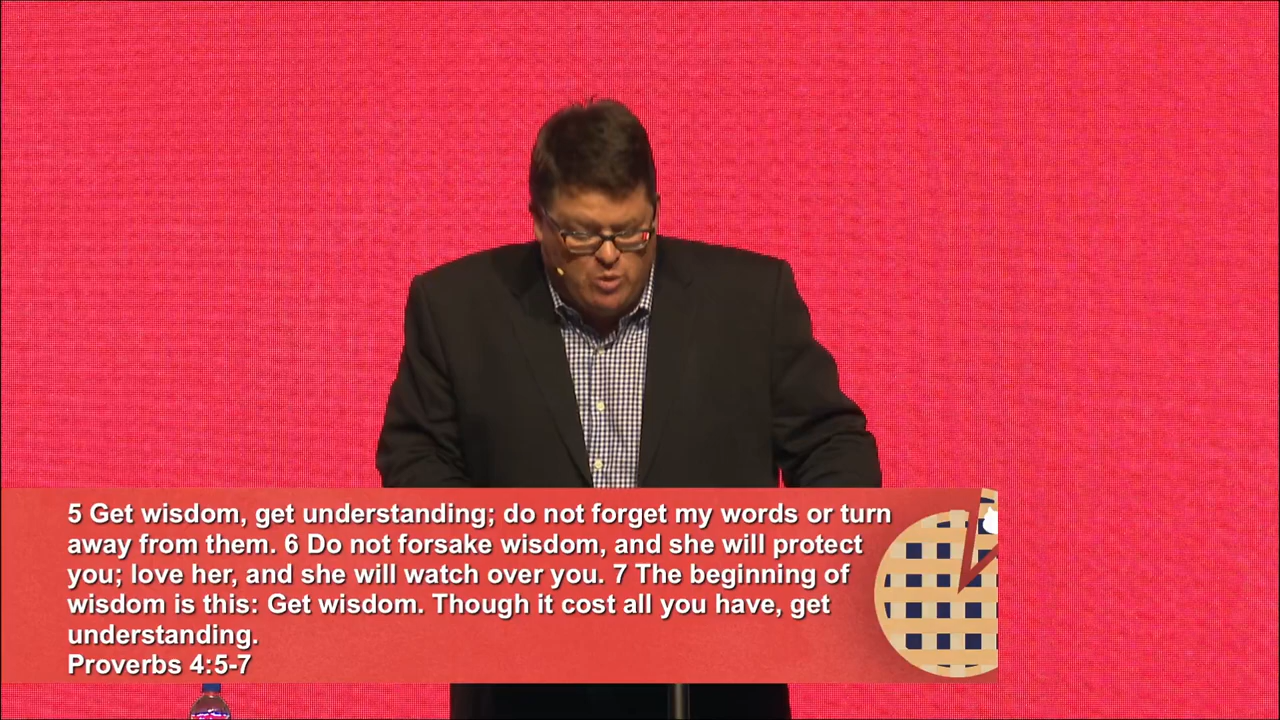 5 Get wisdom, get understanding; do not forget my words or turn
away from them. 6 Do not forsake wisdom, and she will protect
you; love her, and she will watch over you. 7 The beginning of
wisdom is this: Get wisdom. Though it cost all you have, get
understanding.
Proverbs 4:5-7